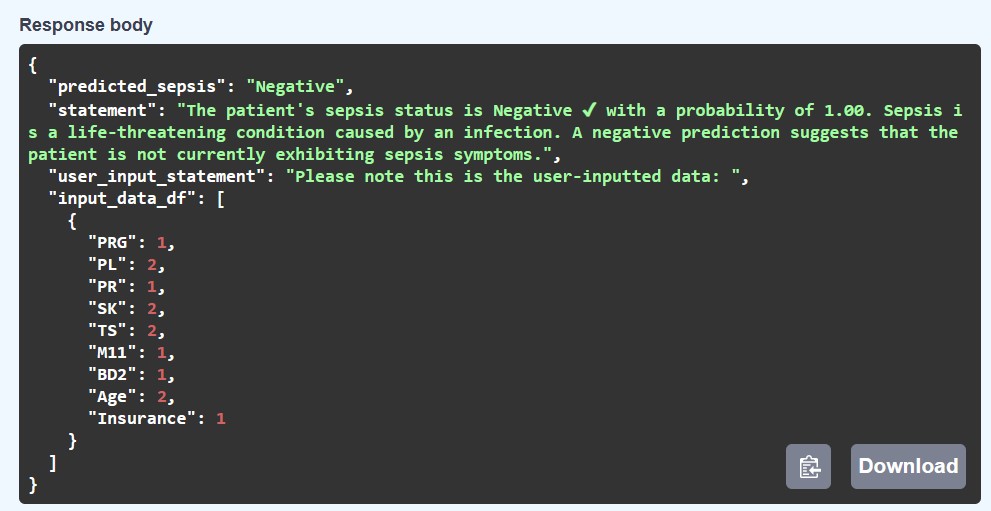 Response body
{
"predicted_sepsis": "Negative",
"statement": "The patient's sepsis status is Negative ✔ with a probability of 1.00. Sepsis i
s a life-threatening condition caused by an infection. A negative prediction suggests that the
patient is not currently exhibiting sepsis symptoms.",
"user_input_statement": "Please note this is the user-inputted data: ",
"input_data_df": [
{
"PRG": 1,
"PL": 2,
"PR": 1,
"SK": 2,
"TS": 2,
"M11": 1,
"BD2": 1,
"Age": 2,
"Insurance": 1
}
]
}
Download